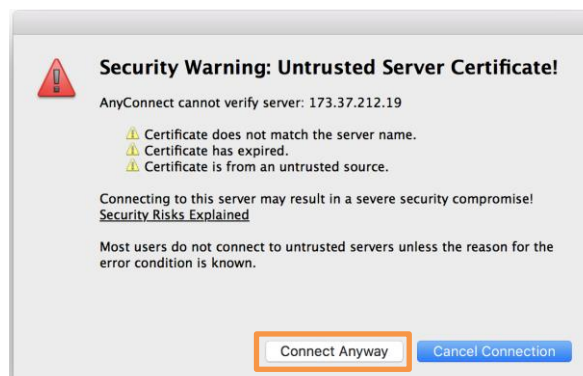 Security Warning: Untrusted Server Certificate!
AnyConnect cannot verify server: 173.37.212.19
Certificate does not match the server name.
Certificate has expired.
Certificate is from an untrusted source.
Connecting to this server may result in a severe security compromise!
Security Risks Explained
Most users do not connect to untrusted servers unless the reason for the
error condition is known.
Connect Anyway
Cancel Connection